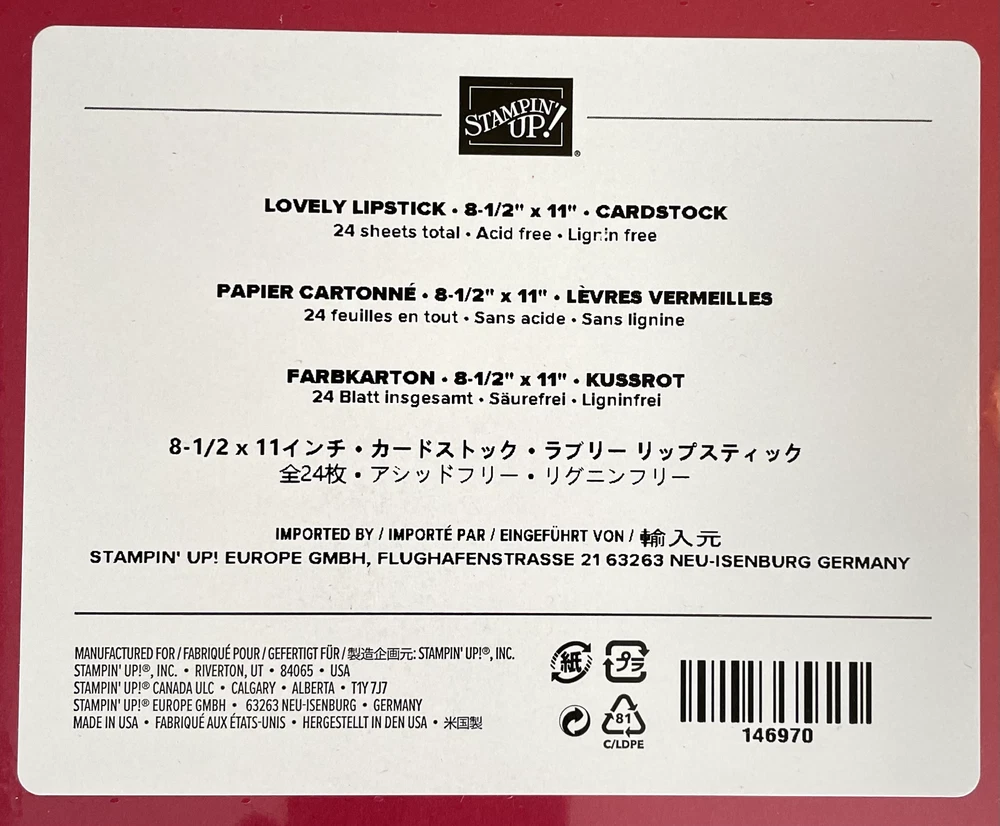 STAMPIN' UP!®
LOVELY LIPSTICK • 8-1/2" x 11" • CARDSTOCK
24 sheets total • Acid free • Lignin free
PAPIER CARTONNÉ • 8-1/2" x 11" • LÈVRES VERMEILLES
24 feuilles en tout • Sans acide • Sans lignine
FARBKARTON • 8-1/2" x 11" • KUSSROT
24 Blatt insgesamt • Säurefrei • Ligninfrei
8-1/2 x 11インチ・カードストック・ラブリー リップスティック
全24枚・アシッドフリー・リグニンフリー
IMPORTED BY / IMPORTÉ PAR / EINGEFÜHRT VON / 輸入元
STAMPIN' UP! EUROPE GMBH, FLUGHAFENSTRASSE 21 63263 NEU-ISENBURG GERMANY
MANUFACTURED FOR / FABRIQUÉ POUR / GEFERTIGT FÜR / 製造企画元: STAMPIN' UP!®, INC.
STAMPIN' UP!®, INC. • RIVERTON, UT • 84065 • USA
STAMPIN' UP!® CANADA ULC • CALGARY • ALBERTA • T1Y 7J7
STAMPIN' UP!® EUROPE GMBH • 63263 NEU-ISENBURG • GERMANY
MADE IN USA • FABRIQUÉ AUX ÉTATS-UNIS • HERGESTELLT IN DEN USA • 米国製
紙 プラ
81
C/LDPE
146970